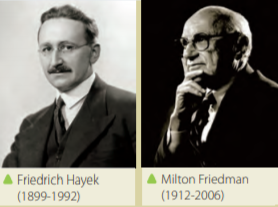 Friedrich Hayek
(1899-1992)
Milton Friedman
(1912-2006)